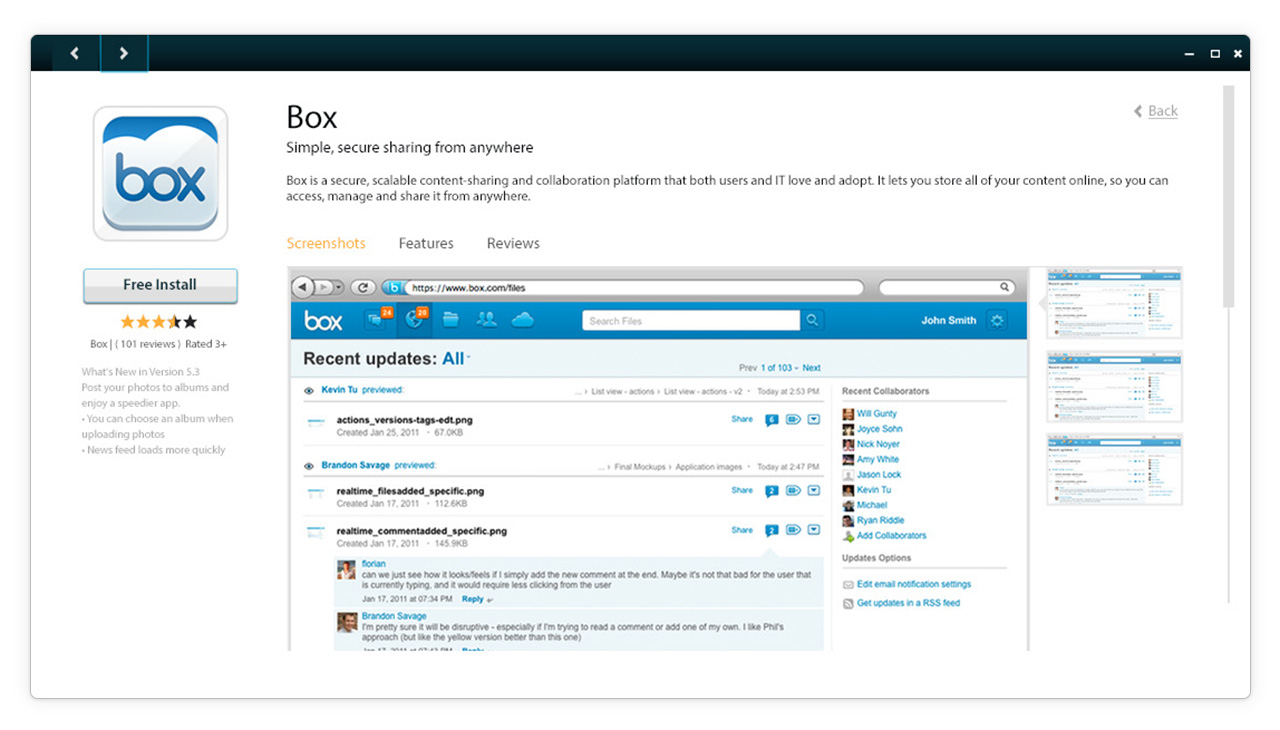 Box
Back
Simple, secure sharing from anywhere
Box is a secure, scalable content-sharing and collaboration platform that both users and IT love and adopt. It lets you store all of your content online, so you can
access, manage and share it from anywhere.
box
Free Install
Box | ( 101 reviews ) Rated 3+
What's New in Version 5.3
Post your photos to albums and
enjoy a speedier app.
• You can choose an album when
uploading photos
• News feed loads more quickly
Screenshots Features Reviews
b https://www.box.com/files
box 24 20 Search Files John Smith
Recent updates: All
Prev 1 of 103 Next
Kevin Tu previewed: ... › List view - actions › List view - actions - v2 • Today at 2:53 PM
actions_versions-tags-edt.png Share 6
Created Jan 25, 2011 • 67.0KB
Brandon Savage previewed: ... › Final Mockups › Application images • Today at 2:47 PM
realtime_filesadded_specific.png Share 2
Created Jan 17, 2011 • 112.6KB
realtime_commentadded_specific.png Share 2
Created Jan 17, 2011 • 145.9KB
florian
can we just see how it looks/feels if I simply add the new comment at the end. Maybe it's not that bad for the user that
is currently typing, and it would require less clicking from the user
Jan 17, 2011 at 07:34 PM Reply
Brandon Savage
I'm pretty sure it will be disruptive - especially if I'm trying to read a comment or add one of my own. I like Phil's
approach (but like the yellow version better than this one)
Jan 17, 2011 at 07:43 PM Reply
Recent Collaborators
Will Gunty
Joyce Sohn
Nick Noyer
Amy White
Jason Lock
Kevin Tu
Michael
Ryan Riddle
Add Collaborators
Updates Options
Edit email notification settings
Get updates in a RSS feed